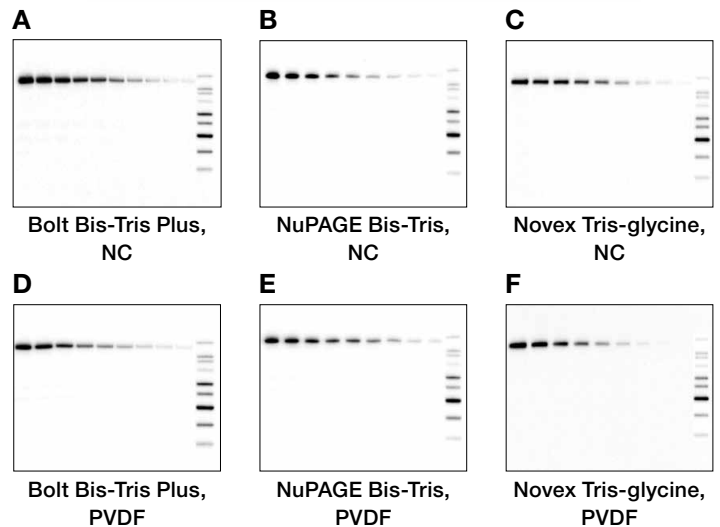 A
B
C
Bolt Bis-Tris Plus,
NC
NuPAGE Bis-Tris,
NC
Novex Tris-glycine,
NC
D
E
F
Bolt Bis-Tris Plus,
PVDF
NuPAGE Bis-Tris,
PVDF
Novex Tris-glycine,
PVDF